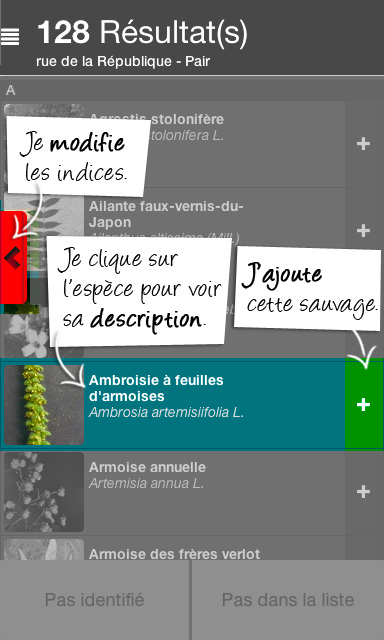 128 Résultat(s)
rue de la République - Pair
A
Agrostis stolonifère
tolonifera L.
+
Je modifie
les indices.
Ailante faux-vernis-du-
Japon
Ailanthus altissima (Mill.)
+
Je clique sur
l'espèce pour voir
sa description.
J'ajoute
cette sauvage.
Ambroisie à feuilles
d'armoises
Ambrosia artemisiifolia L.
+
Armoise annuelle
Artemisia annua L.
+
Armoise des frères verlot
Pas identifié
Pas dans la liste